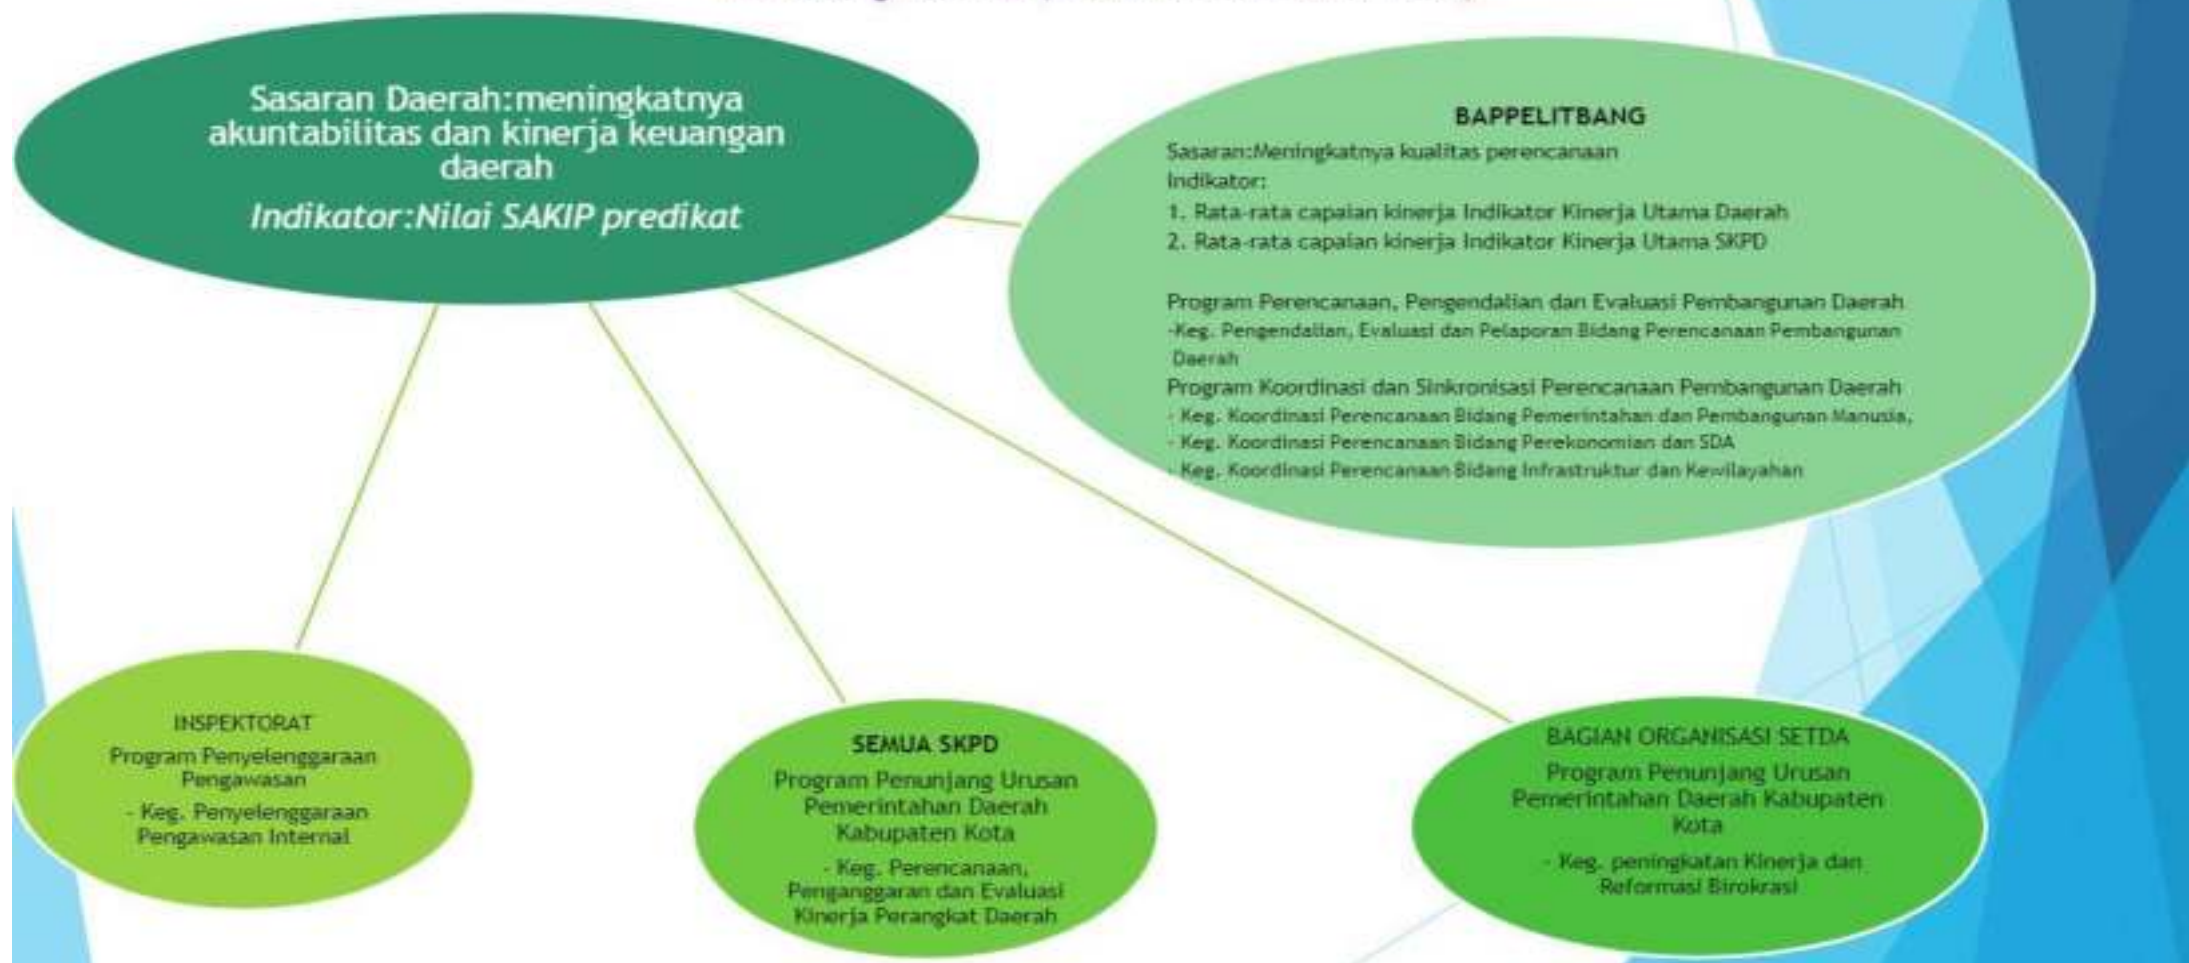 Sasaran Daerah:meningkatnya
akuntabilitas dan kinerja keuangan
daerah
Indikator:Nilai SAKIP predikat
BAPPELITBANG
Sasaran:Meningkatnya kualitas perencanaan
Indikator:
1. Rata-rata capaian kinerja Indikator Kinerja Utama Daerah
2. Rata-rata capaian kinerja Indikator Kinerja Utama SKPD
Program Perencanaan, Pengendalian dan Evaluasi Pembangunan Daerah
-Keg. Pengendalian, Evaluasi dan Pelaporan Bidang Perencanaan Pembangunan
Daerah
Program Koordinasi dan Sinkronisasi Perencanaan Pembangunan Daerah
- Keg. Koordinasi Perencanaan Bidang Pemerintahan dan Pembangunan Manusia,
- Keg. Koordinasi Perencanaan Bidang Perekonomian dan SDA
- Keg. Koordinasi Perencanaan Bidang Infrastruktur dan Kewilayahan
INSPEKTORAT
Program Penyelenggaraan
Pengawasan
- Keg. Penyelenggaraan
Pengawasan Internal
SEMUA SKPD
Program Penunjang Urusan
Pemerintahan Daerah
Kabupaten Kota
- Keg. Perencanaan,
Penganggaran dan Evaluasi
Kinerja Perangkat Daerah
BAGIAN ORGANISASI SETDA
Program Penunjang Urusan
Pemerintahan Daerah Kabupaten
Kota
- Keg. peningkatan Kinerja dan
Reformasi Birokrasi